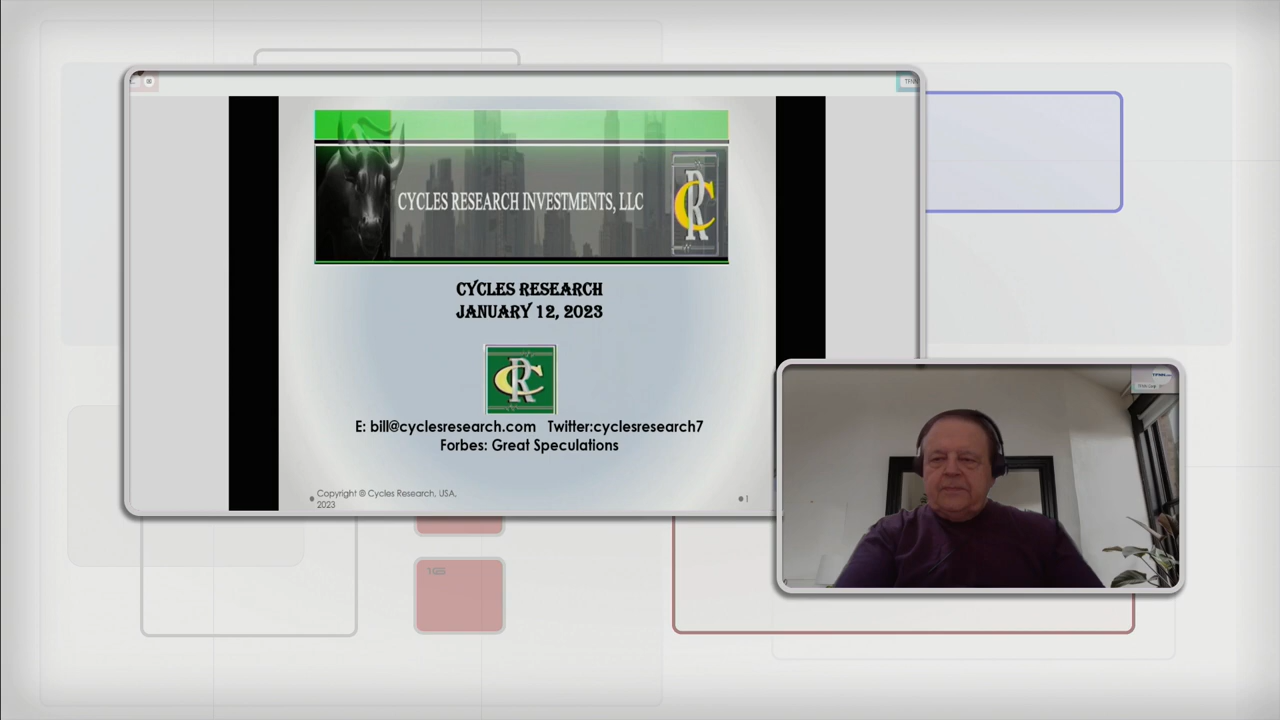 CYCLES RESEARCH INVESTMENTS, LLC
CYCLES RESEARCH
JANUARY 12, 2023
E: bill@cyclesresearch.com Twitter:cyclesresearch7
Forbes: Great Speculations
Copyright @ Cycles Research, USA,
2023
1